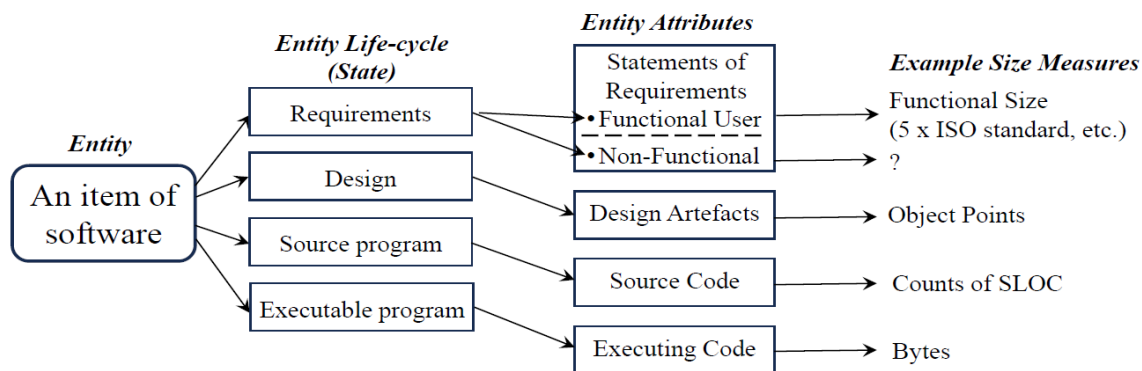 Entity
An item of
software
Entity Life-cycle
(State)
Requirements
Design
Source program
Executable program
Entity Attributes
Statements of
Requirements
•Functional User
•Non-Functional
Design Artefacts
Source Code
Executing Code
Example Size Measures
Functional Size
(5 x ISO standard, etc.)
?
Object Points
Counts of SLOC
Bytes